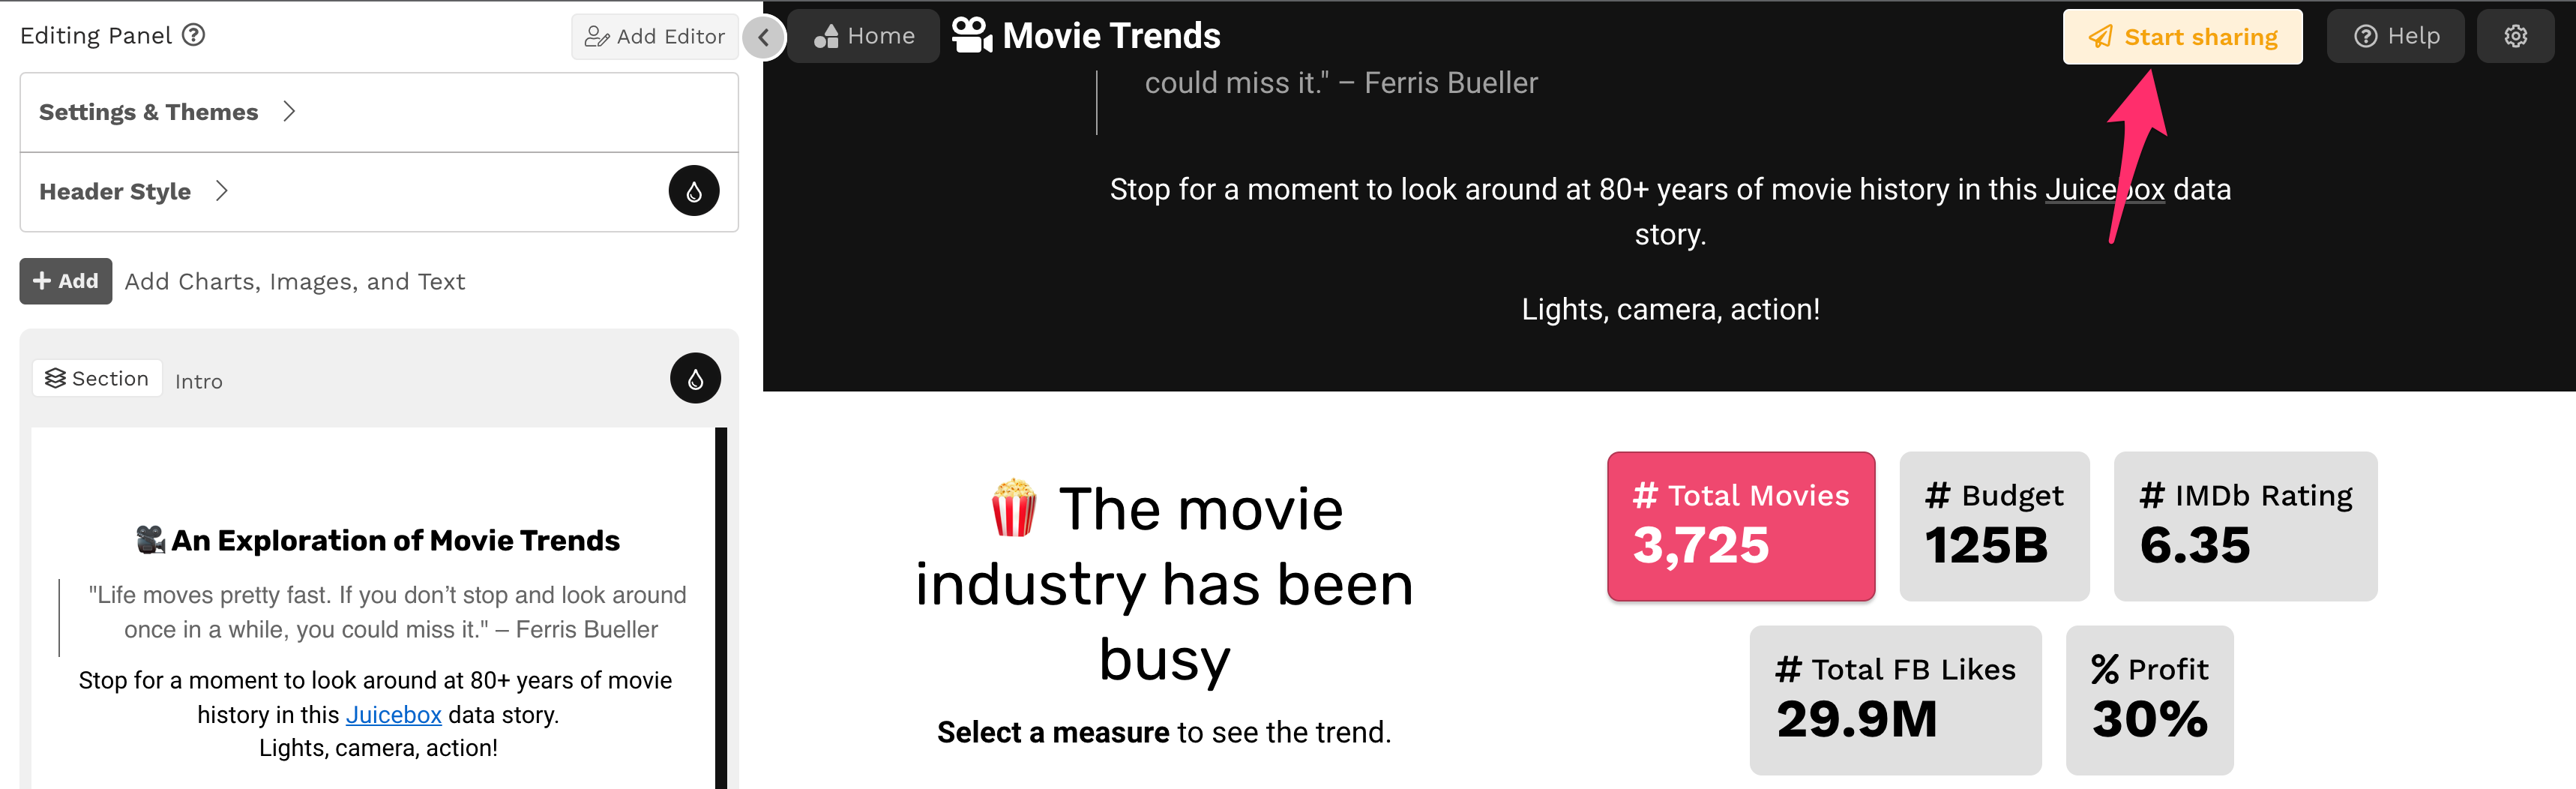 Editing Panel
Add Editor
Settings & Themes
Header Style
Add
Add Charts, Images, and Text
Section
Intro
An Exploration of Movie Trends
"Life moves pretty fast. If you don’t stop and look around
once in a while, you could miss it." – Ferris Bueller
Stop for a moment to look around at 80+ years of movie
history in this Juicebox data story.
Lights, camera, action!
Home
Movie Trends
Start sharing
Help
could miss it." – Ferris Bueller
Stop for a moment to look around at 80+ years of movie history in this Juicebox data
story.
Lights, camera, action!
The movie
industry has been
busy
Select a measure to see the trend.
# Total Movies
3,725
# Budget
125B
# IMDb Rating
6.35
# Total FB Likes
29.9M
% Profit
30%